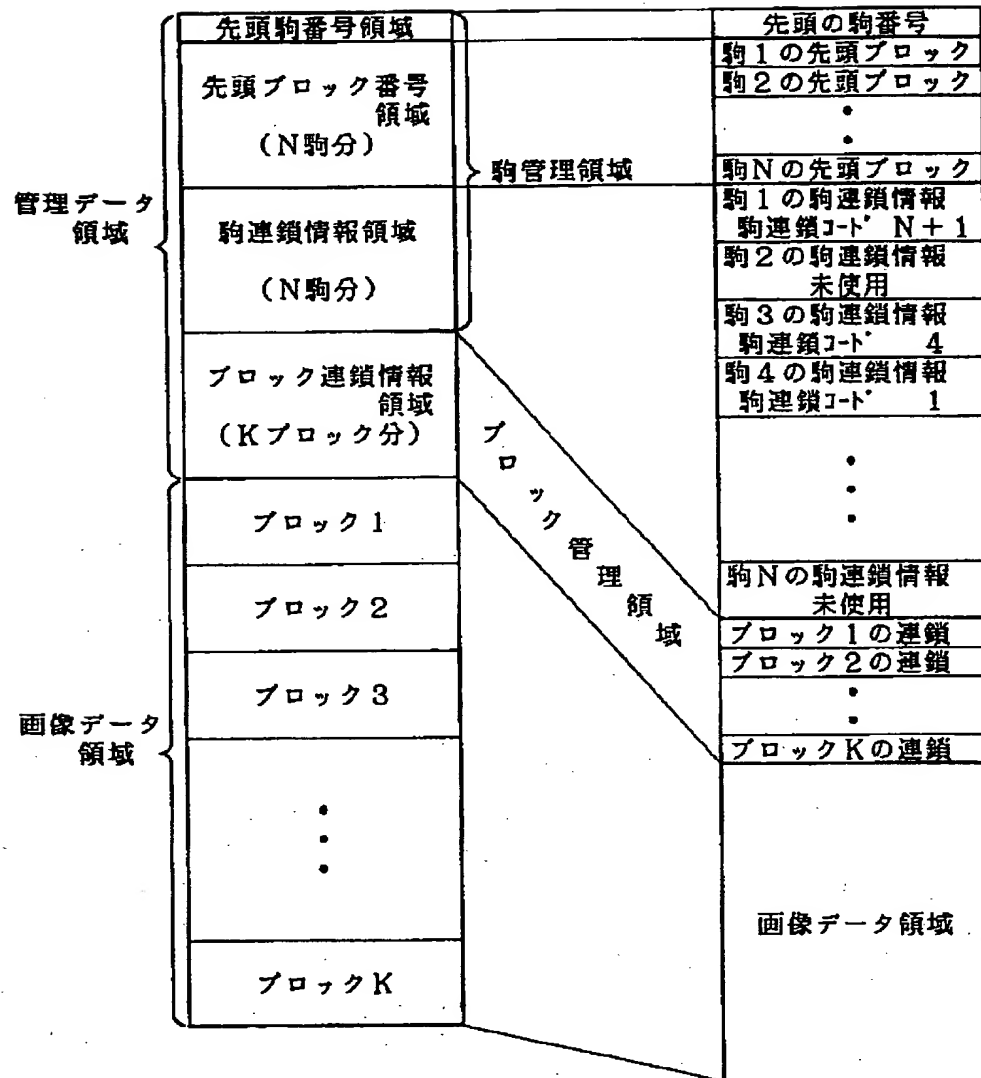 先頭駒番号領域
先頭ブロック番号
領域
(N駒分)
駒連鎖情報領域
(N駒分)
ブロック連鎖情報
領域
(Kブロック分)
ブロック1
ブロック2
ブロック3
ブロックK
管理データ
領域
画像データ
領域
駒管理領域
ブロック管理領域
先頭の駒番号
駒1の先頭ブロック
駒2の先頭ブロック
駒Nの先頭ブロック
駒1の駒連鎖情報
駒連鎖コード N+1
駒2の駒連鎖情報
未使用
駒3の駒連鎖情報
駒連鎖コード 4
駒4の駒連鎖情報
駒連鎖コード 1
駒Nの駒連鎖情報
未使用
ブロック1の連鎖
ブロック2の連鎖
ブロックKの連鎖
画像データ領域